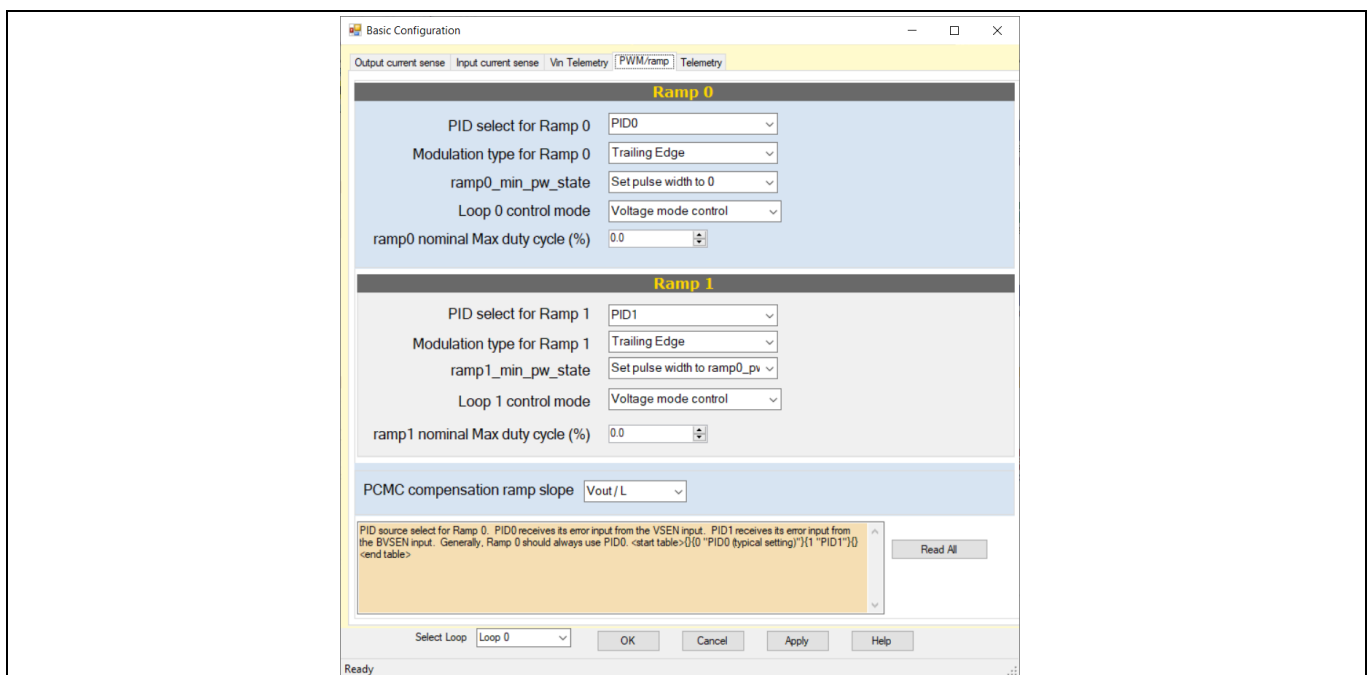 Basic Configuration
Output current sense Input current sense Vin Telemetry PWM/ramp Telemetry
Ramp 0
PID select for Ramp 0 PID0
Modulation type for Ramp 0 Trailing Edge
ramp0_min_pw_state Set pulse width to 0
Loop 0 control mode Voltage mode control
ramp0 nominal Max duty cycle (%) 0.0
Ramp 1
PID select for Ramp 1 PID1
Modulation type for Ramp 1 Trailing Edge
ramp1_min_pw_state Set pulse width to ramp0_pw
Loop 1 control mode Voltage mode control
ramp1 nominal Max duty cycle (%) 0.0
PCMC compensation ramp slope Vout / L
PID source select for Ramp 0. PID0 receives its error input from the VSEN input. PID1 receives its error input from
the BVSEN input. Generally, Ramp 0 should always use PID0. <start table>{}{0 "PID0 (typical setting)"}{1 "PID1"}{}
<end table>
Read All
Select Loop Loop 0 OK Cancel Apply Help
Ready